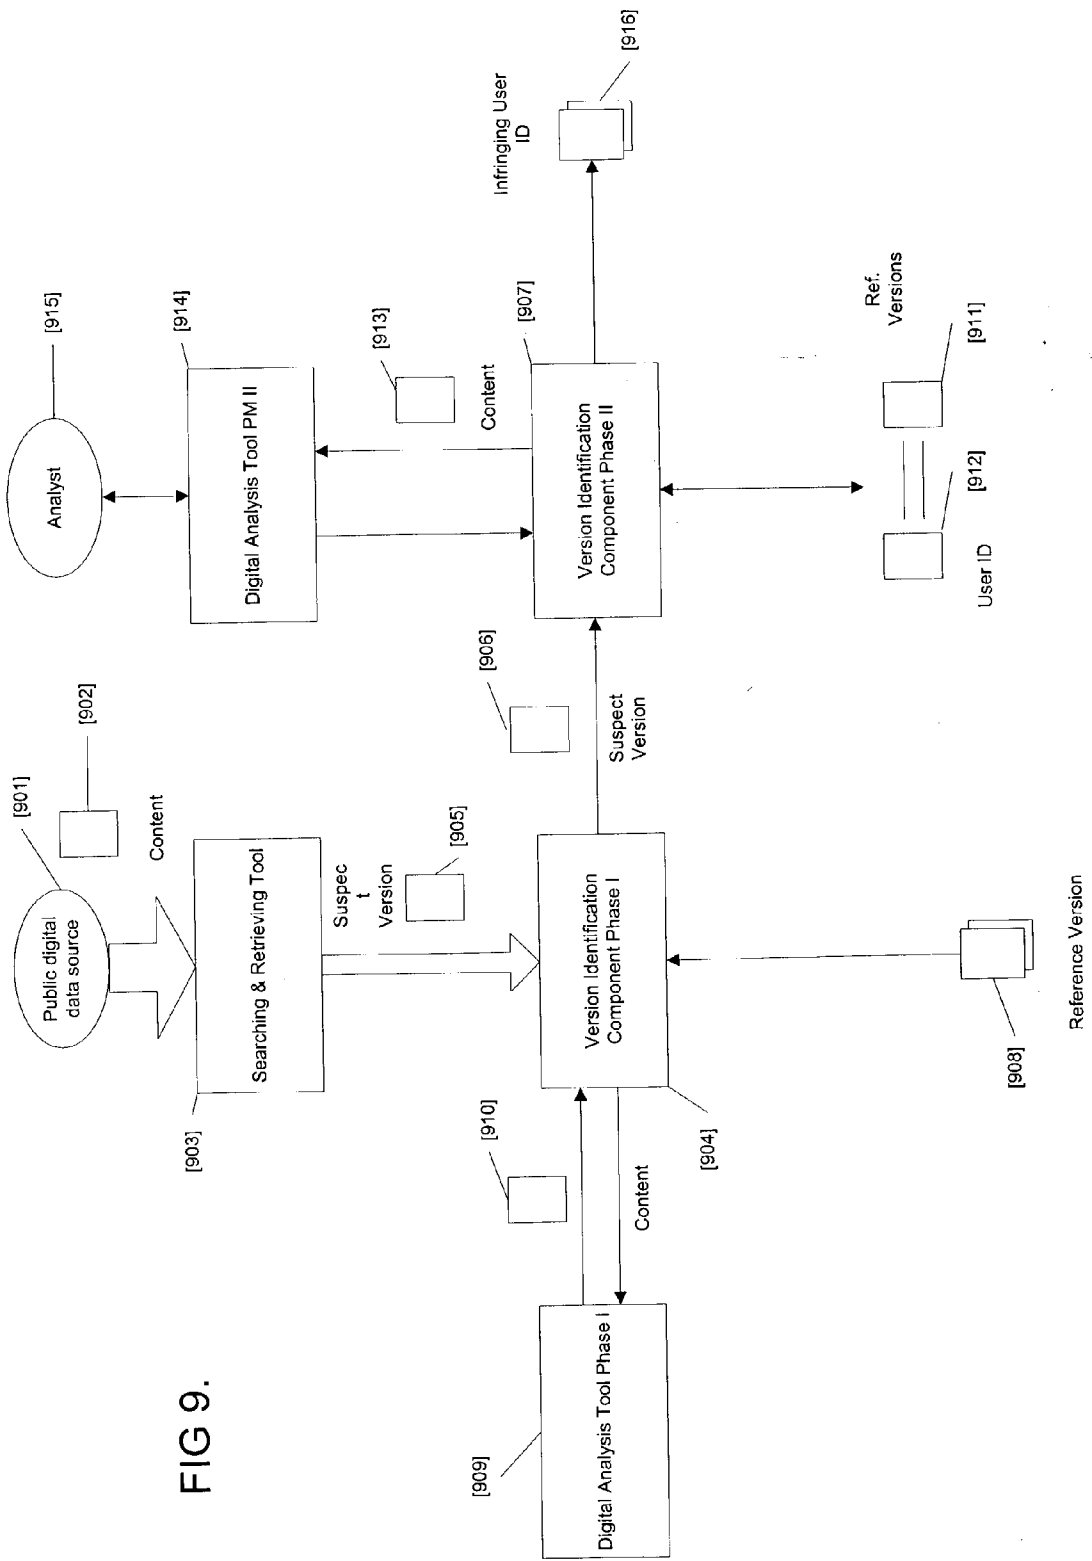 FIG 9.
Public digital
data source
[901]
[902]
Content
Searching & Retrieving Tool
[903]
Suspec
t
Version
[905]
Version Identification
Component Phase I
[904]
[910]
Content
Digital Analysis Tool Phase I
[909]
[908]
Reference Version
[906]
Suspect
Version
Analyst
[915]
Digital Analysis Tool PM II
[914]
[913]
Content
Version Identification
Component Phase II
[907]
User ID
[912]
Ref.
Versions
[911]
Infringing User
ID
[916]